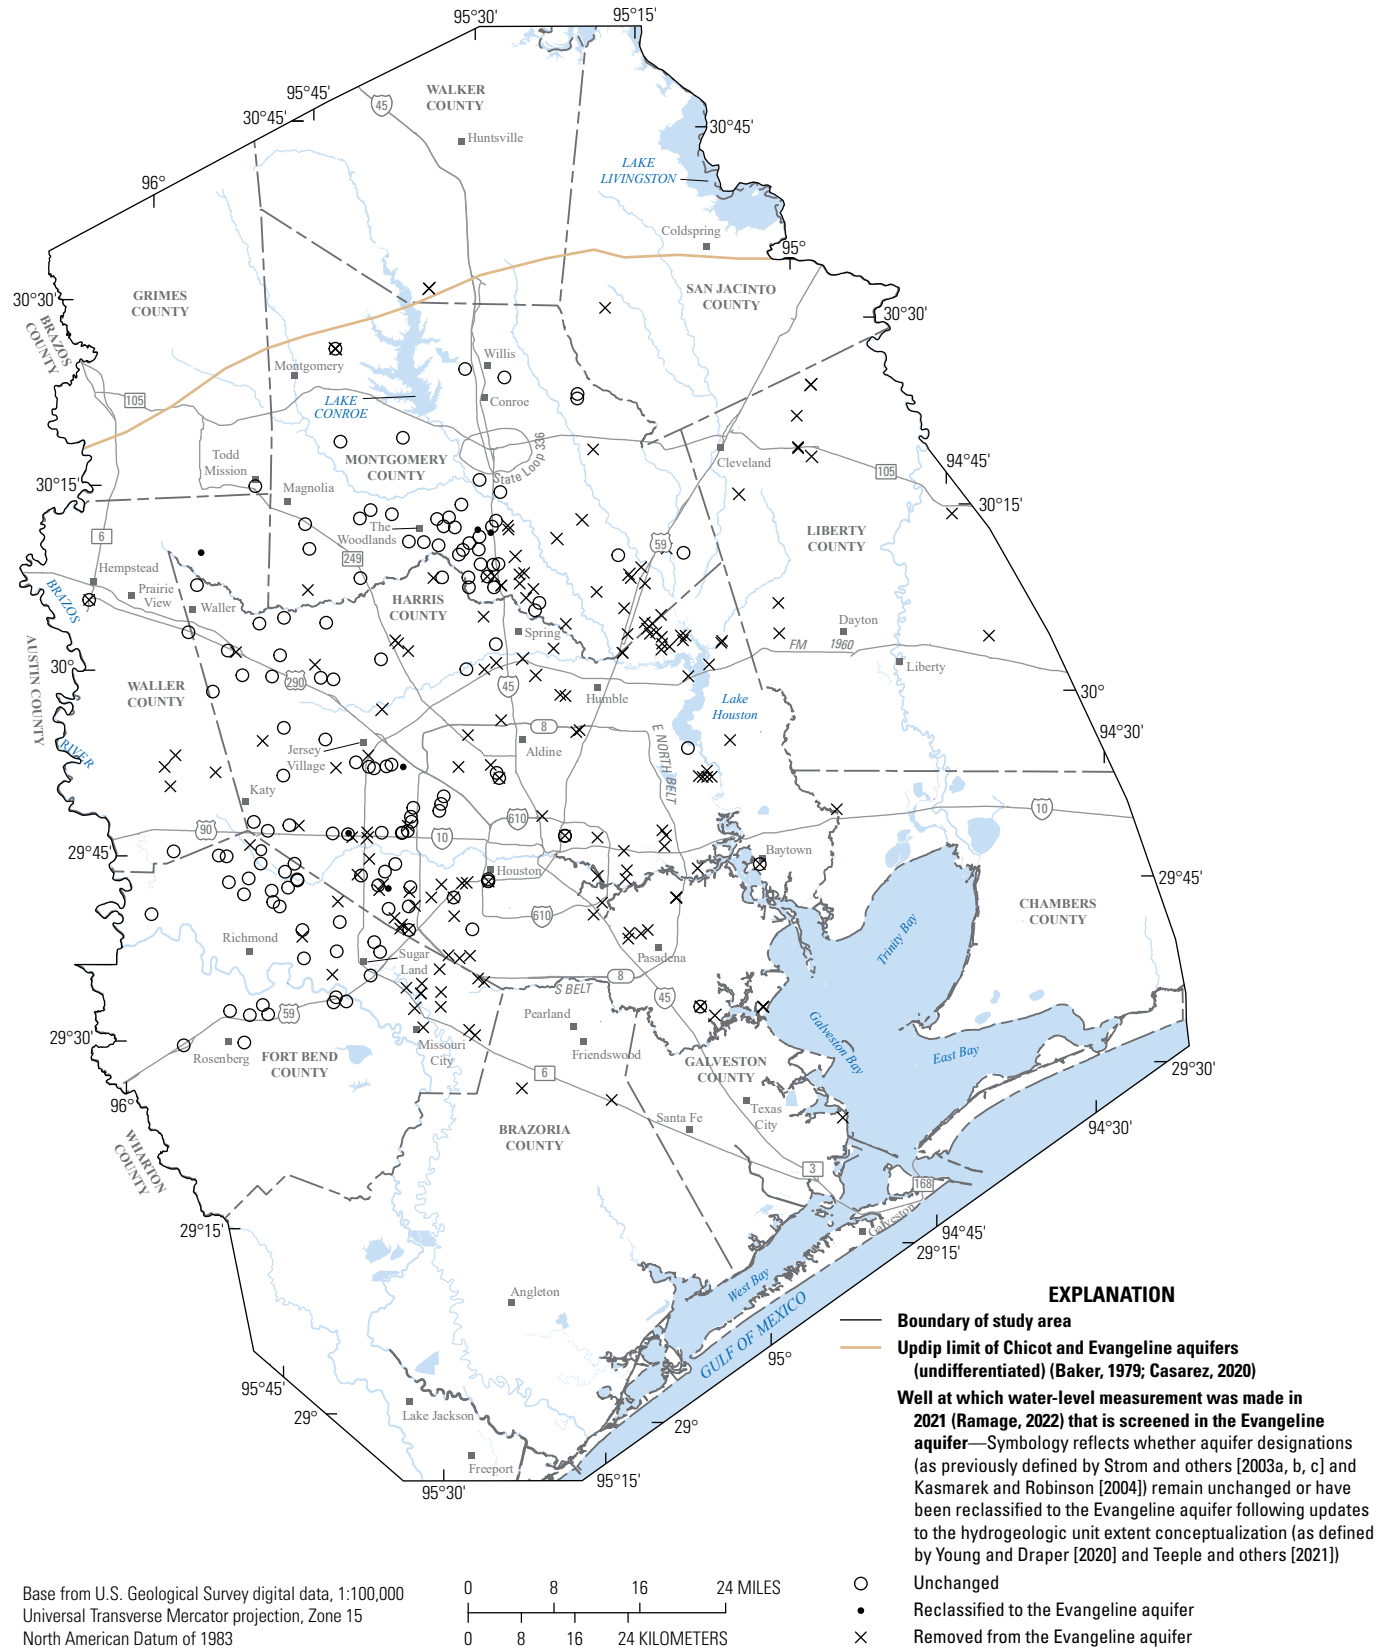 95°30'
95°15'
WALKER
COUNTY
95°45'
45
30°45'
30°45'
Huntsville
LAKE
LIVINGSTON
96°
Coldspring
95°
SAN JACINTO
COUNTY
GRIMES
COUNTY
30°30'
30°30'
BRAZOS
COUNTY
Willis
Montgomery
105
LAKE
CONROE
Conroe
State Loop 336
MONTGOMERY
COUNTY
Todd
Mission
Cleveland
105
94°45'
30°15'
Magnolia
30°15'
The
Woodlands
LIBERTY
COUNTY
6
249
59
Hempstead
Prairie
View
Waller
BRAZOS
HARRIS
COUNTY
Spring
Dayton
FM 1960
AUSTIN COUNTY
30°
Liberty
WALLER
COUNTY
290
45
Humble
30°
Lake
Houston
RIVER
8
94°30'
Jersey
Village
Aldine
E NORTH BELT
Katy
90
610
10
10
29°45'
Baytown
Houston
29°45'
CHAMBERS
COUNTY
610
Trinity Bay
Richmond
Sugar
Land
Pasadena
8
S BELT
45
59
Pearland
Galveston Bay
29°30'
Rosenberg
Missouri
City
Friendswood
East Bay
FORT BEND
COUNTY
GALVESTON
COUNTY
29°30'
6
96°
Texas
City
Santa Fe
94°30'
BRAZORIA
COUNTY
WHARTON
COUNTY
3
168
Galveston
29°15'
94°45'
29°15'
West Bay
Angleton
GULF OF MEXICO
95°
95°45'
29°
Lake Jackson
29°
Freeport
95°15'
95°30'
EXPLANATION
Boundary of study area
Updip limit of Chicot and Evangeline aquifers
(undifferentiated) (Baker, 1979; Casarez, 2020)
Well at which water-level measurement was made in
2021 (Ramage, 2022) that is screened in the Evangeline
aquifer—Symbology reflects whether aquifer designations
(as previously defined by Strom and others [2003a, b, c] and
Kasmarek and Robinson [2004]) remain unchanged or have
been reclassified to the Evangeline aquifer following updates
to the hydrogeologic unit extent conceptualization (as defined
by Young and Draper [2020] and Teeple and others [2021])
Unchanged
Reclassified to the Evangeline aquifer
Removed from the Evangeline aquifer
Base from U.S. Geological Survey digital data, 1:100,000
Universal Transverse Mercator projection, Zone 15
North American Datum of 1983
0 8 16 24 MILES
0 8 16 24 KILOMETERS